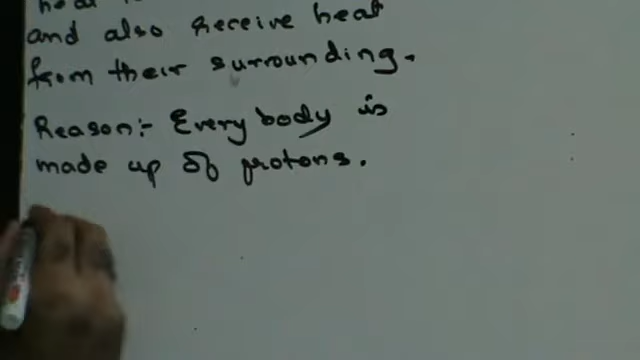 and also receive heat
from their surrounding.
Reason:- Every body is
made up of protons.